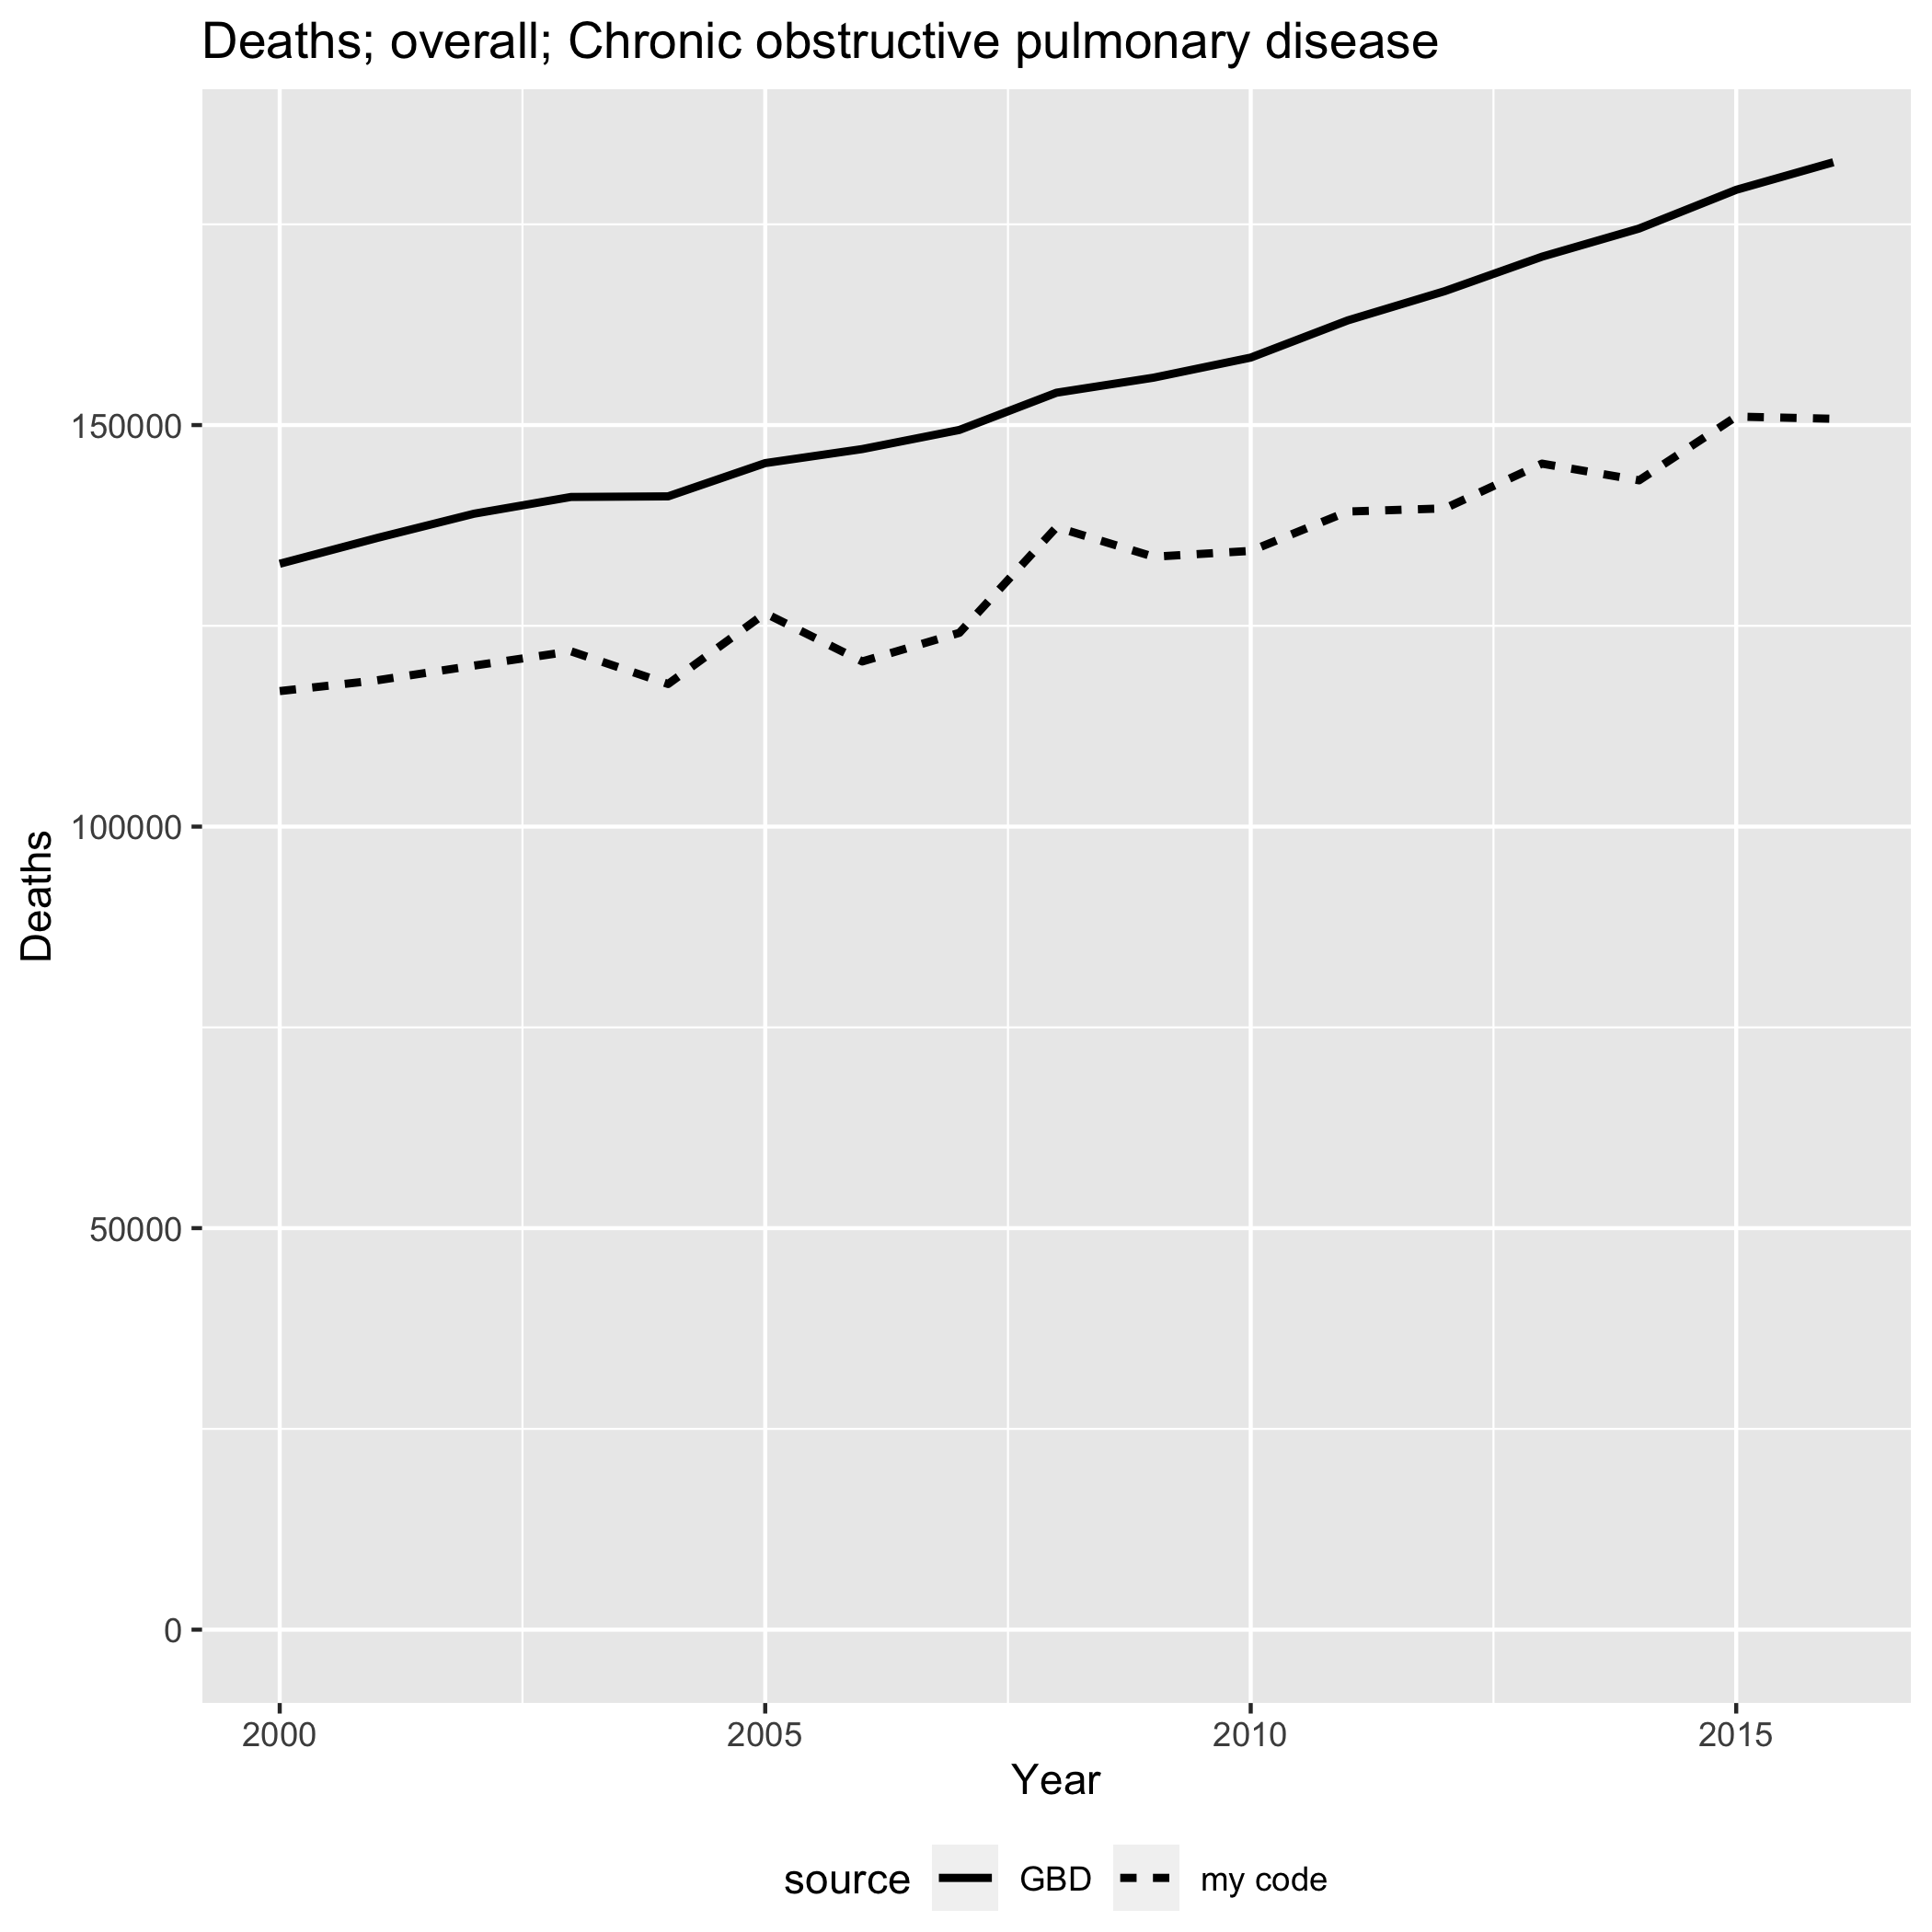 Deaths; overall; Chronic obstructive pulmonary disease
Deaths
150000
100000
50000
0
2000 2005 2010 2015
Year
source GBD my code